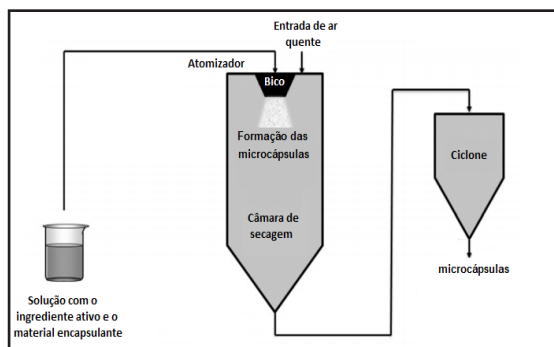 Entrada de ar
quente
Atomizador
Bico
Formação das
microcápsulas
Ciclone
Câmara de
secagem
microcápsulas
Solução com o
ingrediente ativo e o
material encapsulante